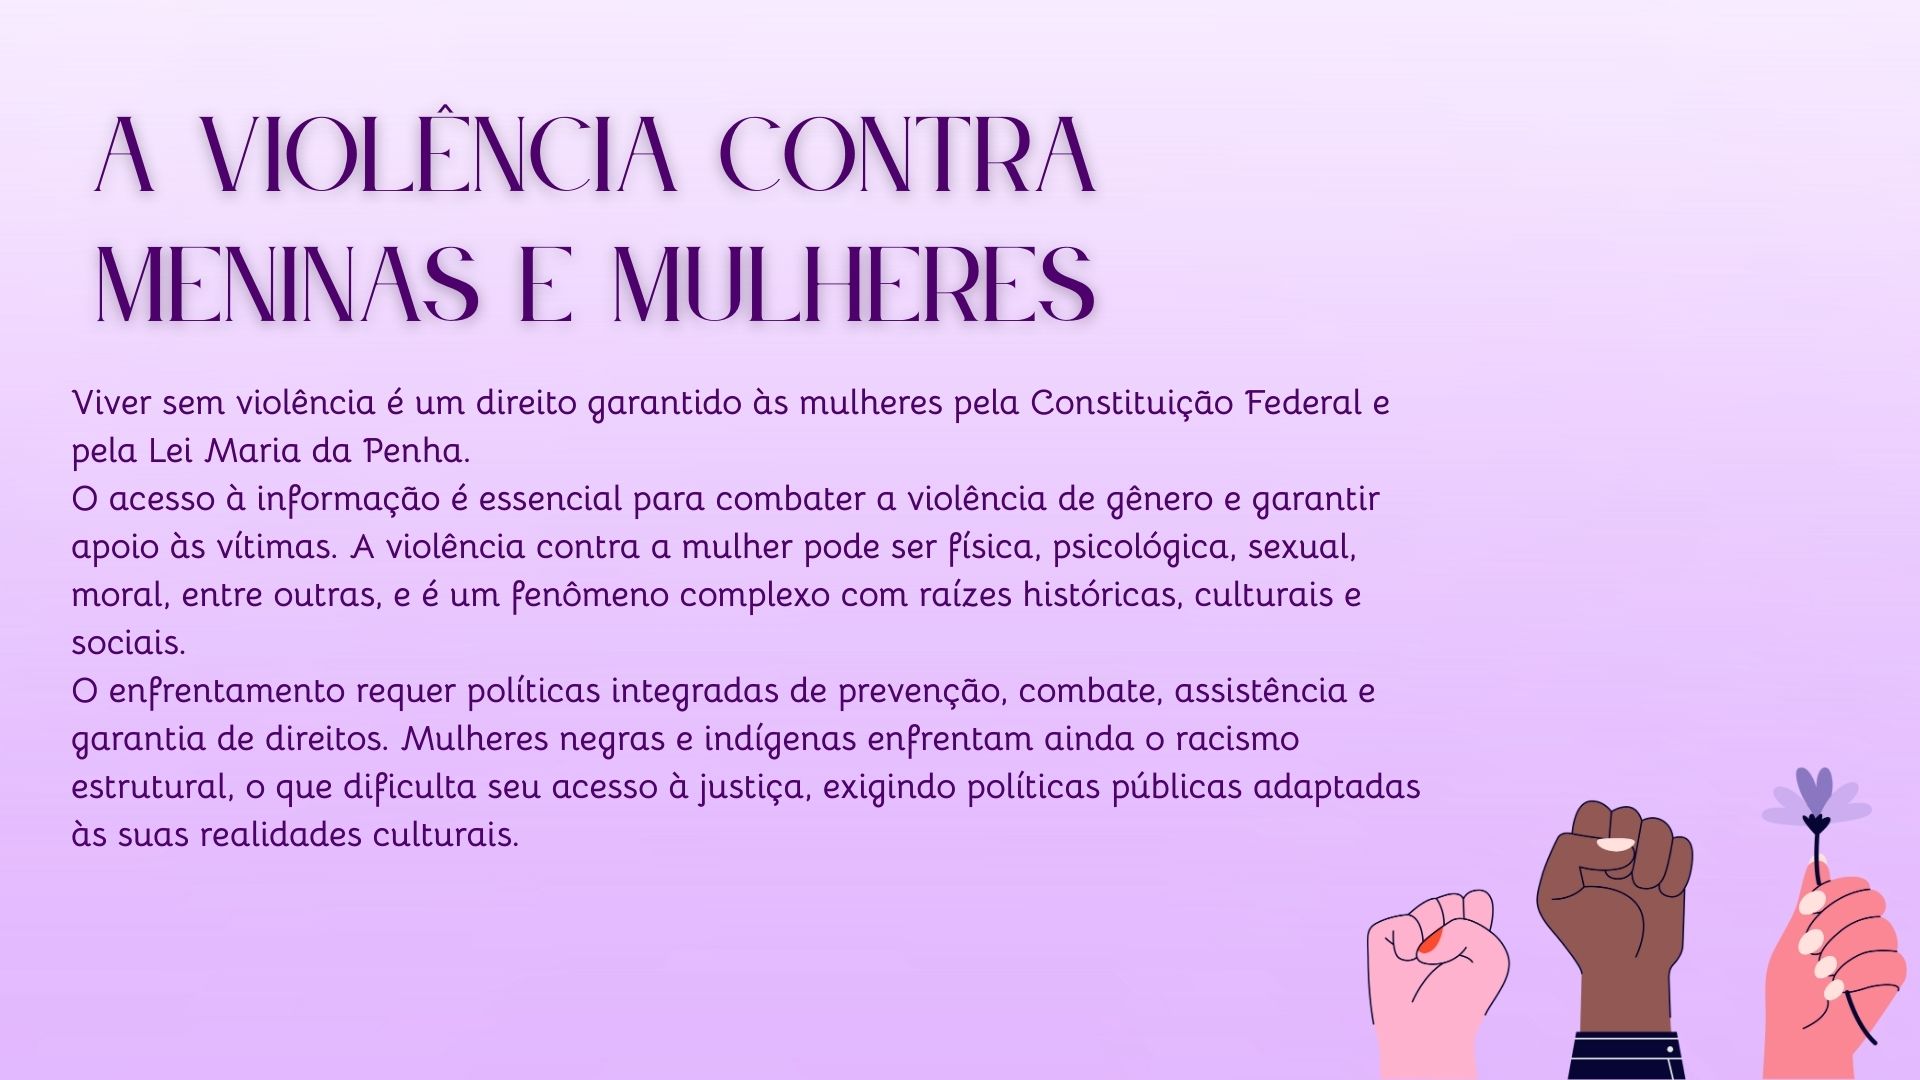 A VIOLÊNCIA CONTRA
MENINAS E MULHERES
Viver sem violência é um direito garantido às mulheres pela Constituição Federal e
pela Lei Maria da Penha.
O acesso à informação é essencial para combater a violência de gênero e garantir
apoio às vítimas. A violência contra a mulher pode ser física, psicológica, sexual,
moral, entre outras, e é um fenômeno complexo com raízes históricas, culturais e
sociais.
O enfrentamento requer políticas integradas de prevenção, combate, assistência e
garantia de direitos. Mulheres negras e indígenas enfrentam ainda o racismo
estrutural, o que dificulta seu acesso à justiça, exigindo políticas públicas adaptadas
às suas realidades culturais.